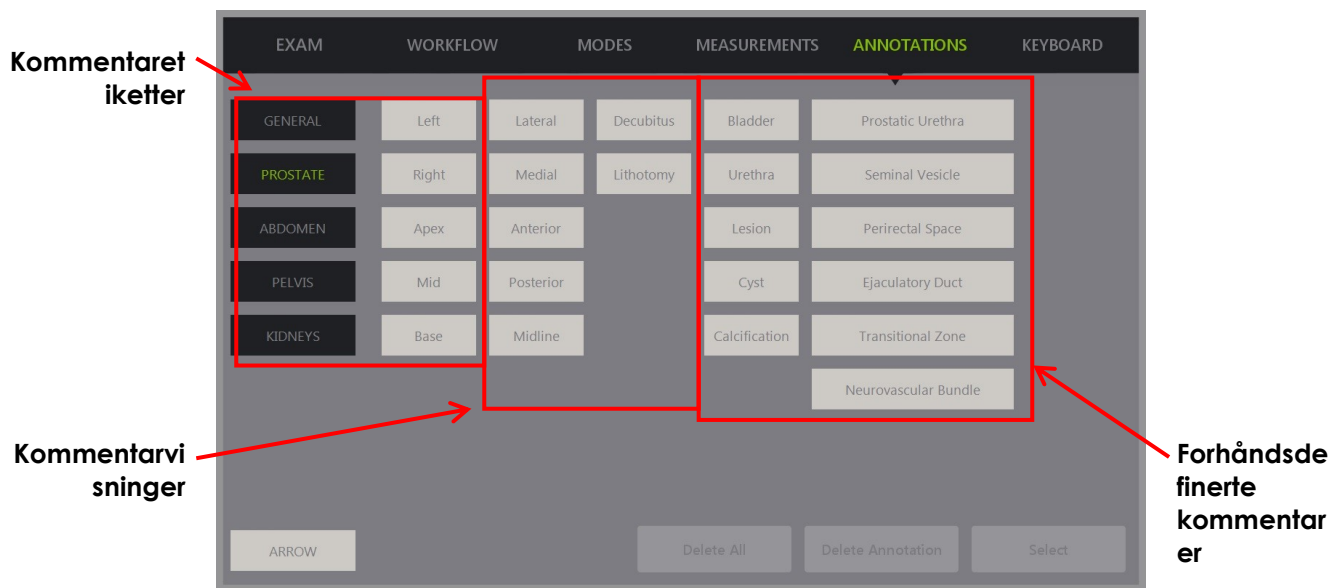 EXAM WORKFLOW MODES MEASUREMENTS ANNOTATIONS KEYBOARD
Kommentaret
iketter
GENERAL Left Lateral Decubitus Bladder Prostatic Urethra
PROSTATE Right Medial Lithotomy Urethra Seminal Vesicle
ABDOMEN Apex Anterior Lesion Perirectal Space
PELVIS Mid Posterior Cyst Ejaculatory Duct
KIDNEYS Base Midline Calcification Transitional Zone
Neurovascular Bundle
Kommentarvi
sninger
Forhåndsde
finerte
kommentar
er
ARROW Delete All Delete Annotation Select